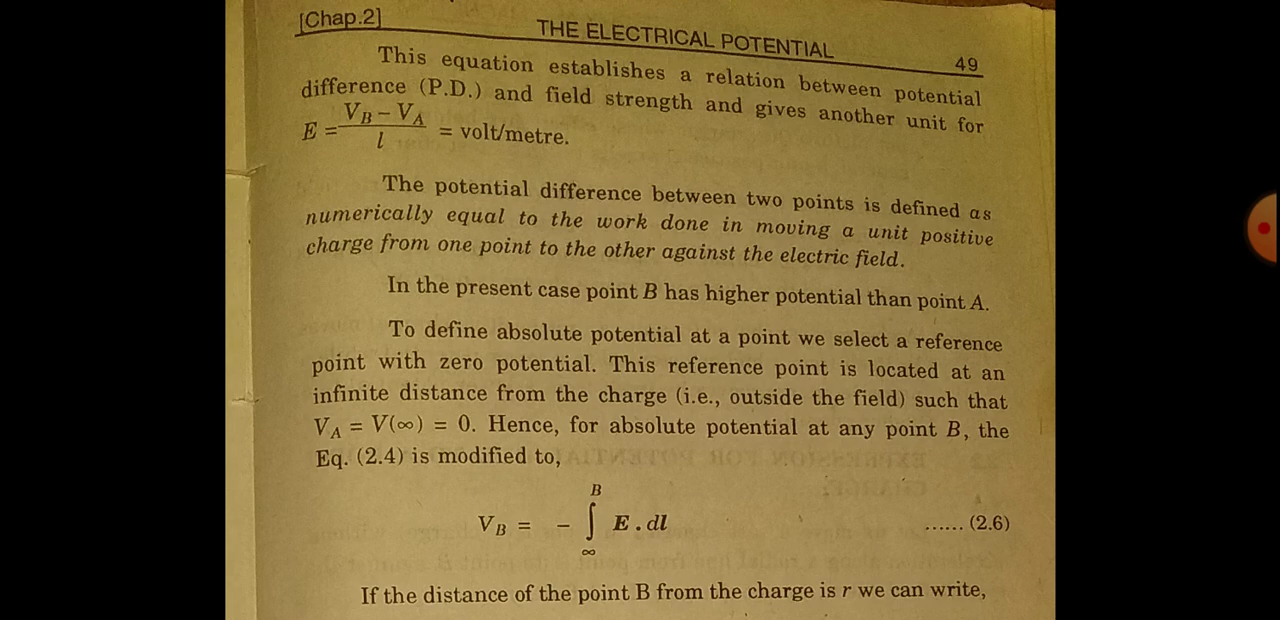 [Chap.2] THE ELECTRICAL POTENTIAL 49
This equation establishes a relation between potential
difference (P.D.) and field strength and gives another unit for
E = (V_B − V_A)/l = volt/metre.
The potential difference between two points is defined as
numerically equal to the work done in moving a unit positive
charge from one point to the other against the electric field.
In the present case point B has higher potential than point A.
To define absolute potential at a point we select a reference
point with zero potential. This reference point is located at an
infinite distance from the charge (i.e., outside the field) such that
V_A = V(∞) = 0. Hence, for absolute potential at any point B, the
Eq. (2.4) is modified to,
V_B = − ∫_∞^B E . dl ...... (2.6)
If the distance of the point B from the charge is r we can write,